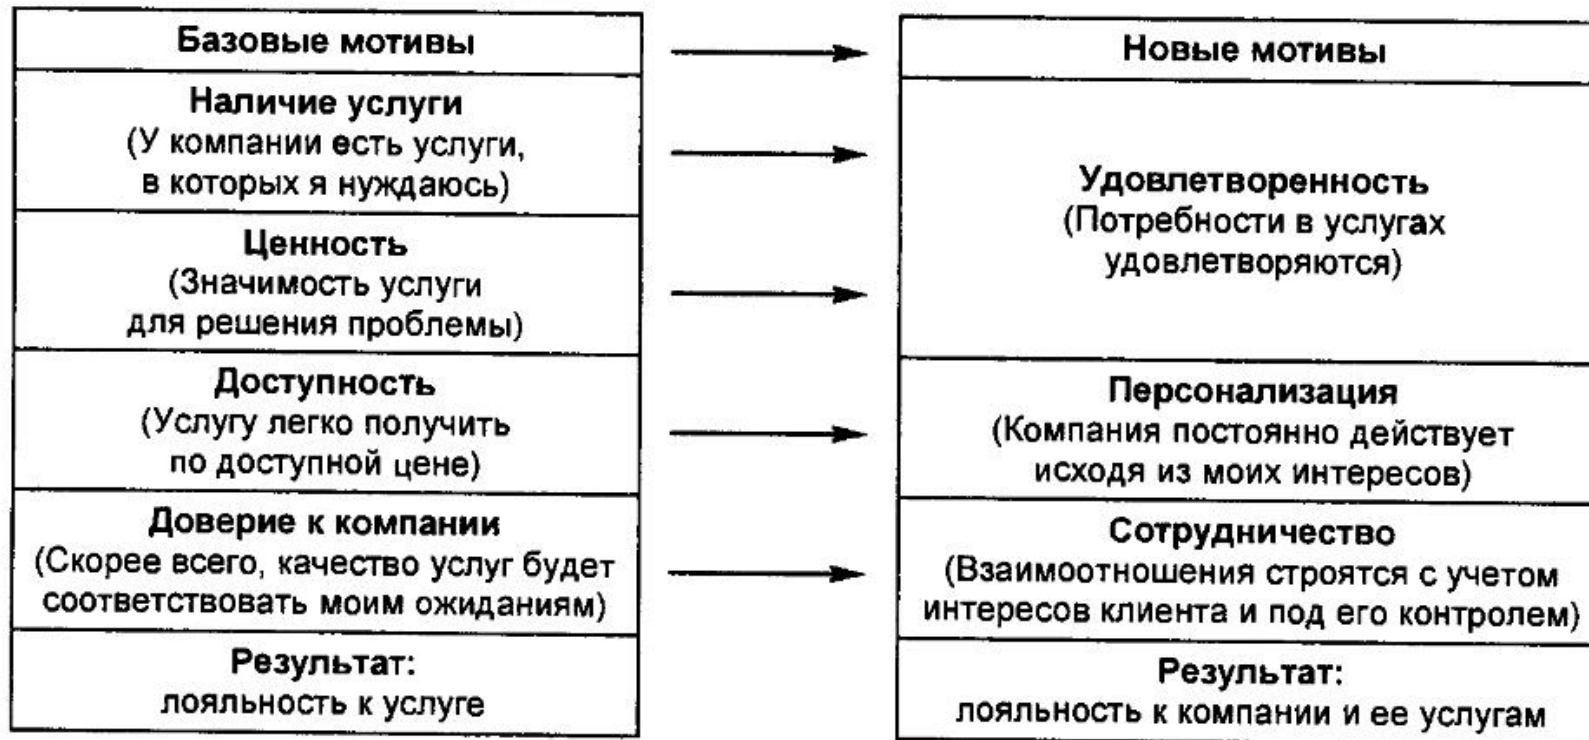 Базовые мотивы
Наличие услуги
(У компании есть услуги,
в которых я нуждаюсь)
Ценность
(Значимость услуги
для решения проблемы)
Доступность
(Услугу легко получить
по доступной цене)
Доверие к компании
(Скорее всего, качество услуг будет
соответствовать моим ожиданиям)
Результат:
лояльность к услуге
Новые мотивы
Удовлетворенность
(Потребности в услугах
удовлетворяются)
Персонализация
(Компания постоянно действует
исходя из моих интересов)
Сотрудничество
(Взаимоотношения строятся с учетом
интересов клиента и под его контролем)
Результат:
лояльность к компании и ее услугам